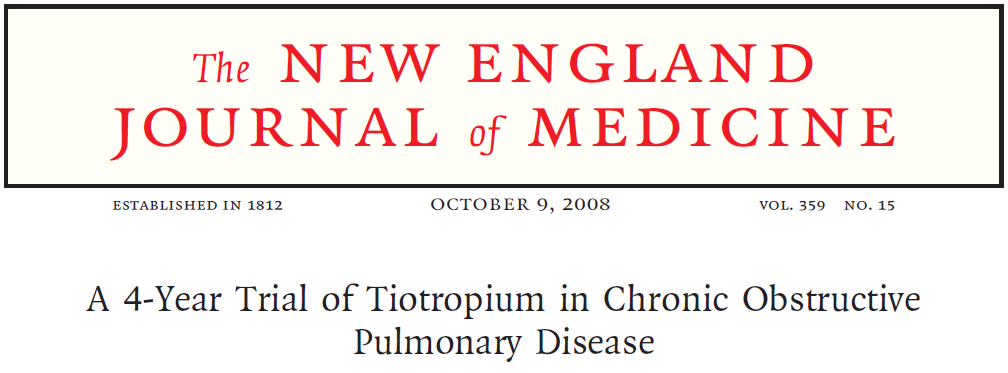 The NEW ENGLAND
JOURNAL of MEDICINE
ESTABLISHED IN 1812 OCTOBER 9, 2008 VOL. 359 NO. 15
A 4-Year Trial of Tiotropium in Chronic Obstructive
Pulmonary Disease